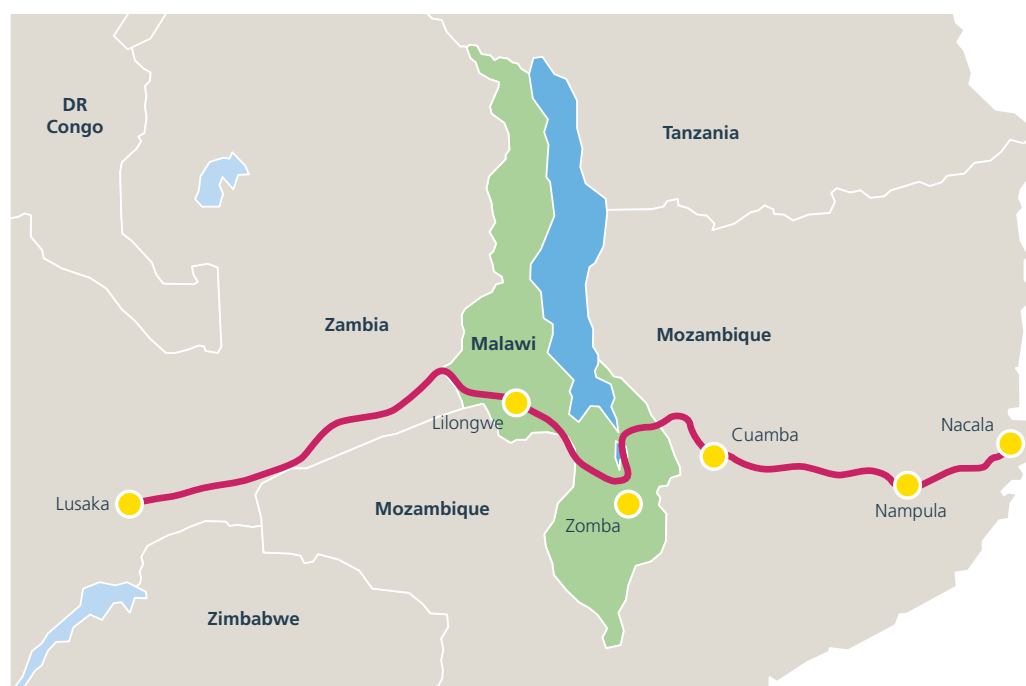 DR
Congo
Tanzania
Zambia
Malawi
Mozambique
Lilongwe
Cuamba
Nacala
Lusaka
Mozambique
Zomba
Nampula
Zimbabwe